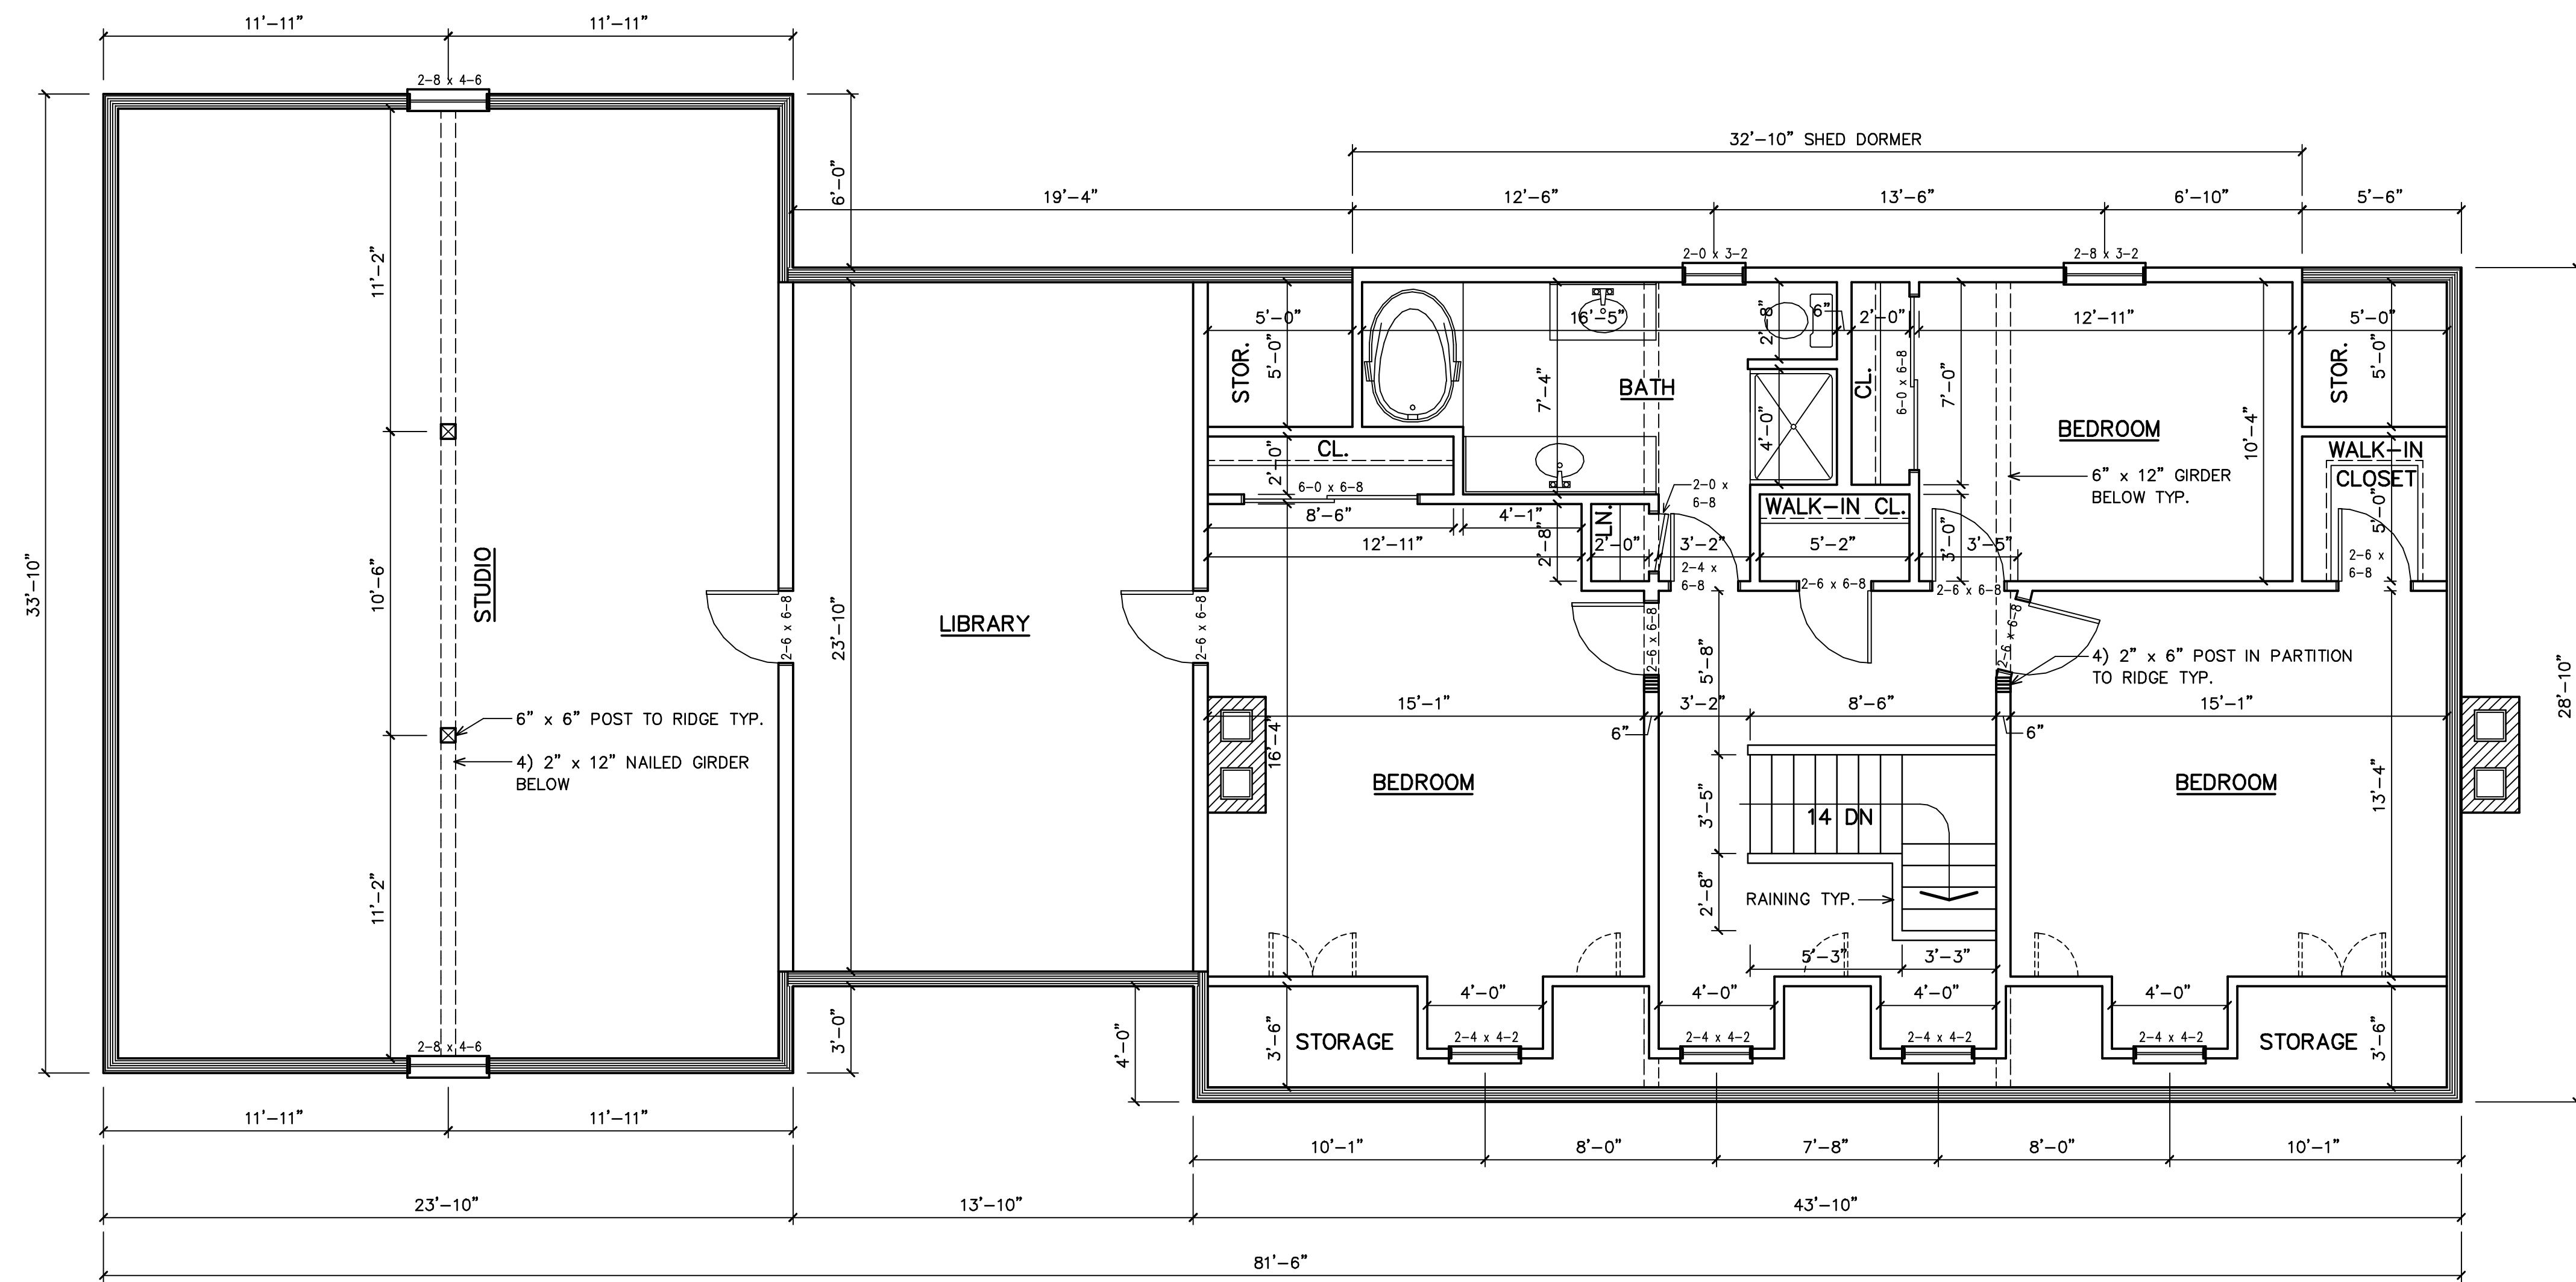 11'-11"
11'-11"
2-8 x 4-6
32'-10" SHED DORMER
6'-0"
19'-4"
12'-6"
13'-6"
6'-10"
5'-6"
2-0 x 3-2
2-8 x 3-2
11'-2"
33'-10"
10'-6"
STUDIO
6" x 6" POST TO RIDGE TYP.
4) 2" x 12" NAILED GIRDER
BELOW
11'-2"
2-8 x 4-6
2-6 x 6-8
23'-10"
LIBRARY
2-6 x 6-8
5'-0"
STOR.
5'-0"
16'-5"
7'-4"
BATH
2'-8"
6"
2'-0"
CL.
6-0 x 6-8
7'-0"
12'-11"
BEDROOM
10'-4"
5'-0"
STOR.
5'-0"
4'-0"
CL.
2'-0"
6-0 x 6-8
8'-6"
4'-1"
12'-11"
2'-8"
LN.
2'-0"
2-0 x
6-8
3'-2"
2-4 x
6-8
WALK-IN CL.
5'-2"
2-6 x 6-8
3'-0"
3'-5"
2-6 x 6-8
6" x 12" GIRDER
BELOW TYP.
WALK-IN
CLOSET
5'-0"
2-6 x
6-8
2-6 x 6-8
5'-8"
2-6 x 6-8
4) 2" x 6" POST IN PARTITION
TO RIDGE TYP.
15'-1"
6"
3'-2"
8'-6"
6"
15'-1"
28'-10"
16'-4"
BEDROOM
3'-5"
14 DN
BEDROOM
13'-4"
2'-8"
RAINING TYP.
5'-3"
3'-3"
4'-0"
4'-0"
4'-0"
4'-0"
3'-0"
4'-0"
3'-6"
STORAGE
2-4 x 4-2
2-4 x 4-2
2-4 x 4-2
2-4 x 4-2
STORAGE
3'-6"
11'-11"
11'-11"
10'-1"
8'-0"
7'-8"
8'-0"
10'-1"
23'-10"
13'-10"
43'-10"
81'-6"